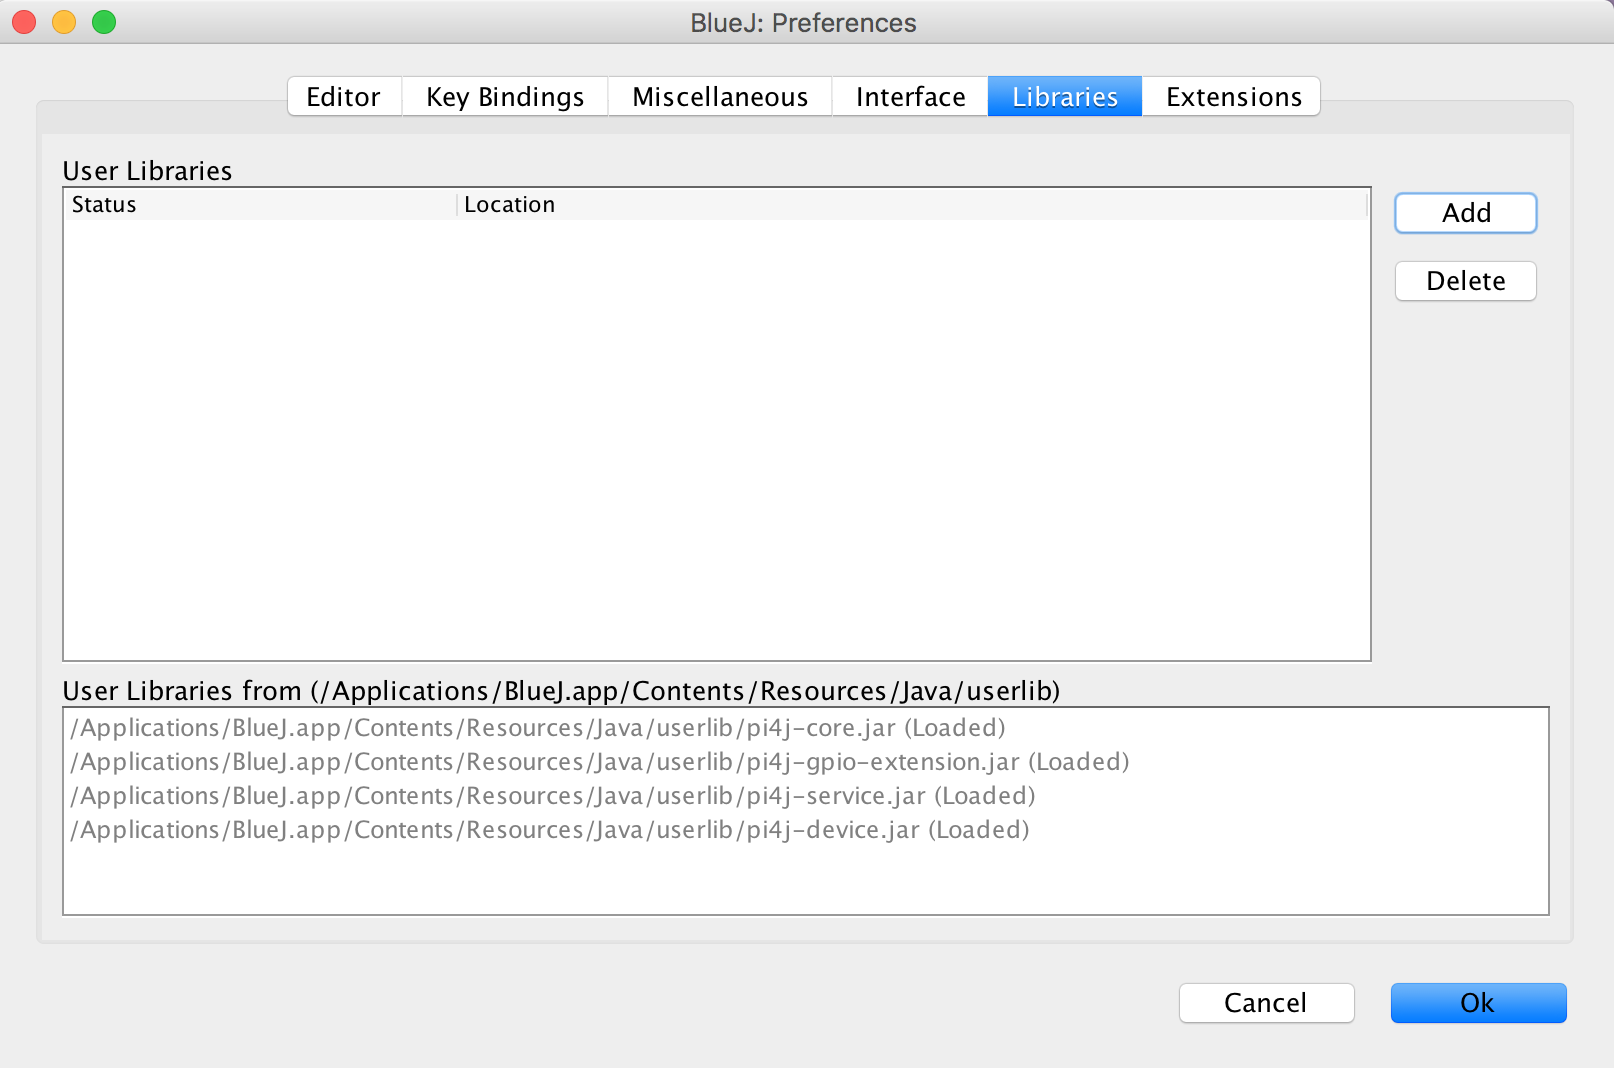 BlueJ: Preferences
Editor Key Bindings Miscellaneous Interface Libraries Extensions
User Libraries
Status Location
Add
Delete
User Libraries from (/Applications/BlueJ.app/Contents/Resources/Java/userlib)
/Applications/BlueJ.app/Contents/Resources/Java/userlib/pi4j-core.jar (Loaded)
/Applications/BlueJ.app/Contents/Resources/Java/userlib/pi4j-gpio-extension.jar (Loaded)
/Applications/BlueJ.app/Contents/Resources/Java/userlib/pi4j-service.jar (Loaded)
/Applications/BlueJ.app/Contents/Resources/Java/userlib/pi4j-device.jar (Loaded)
Cancel Ok